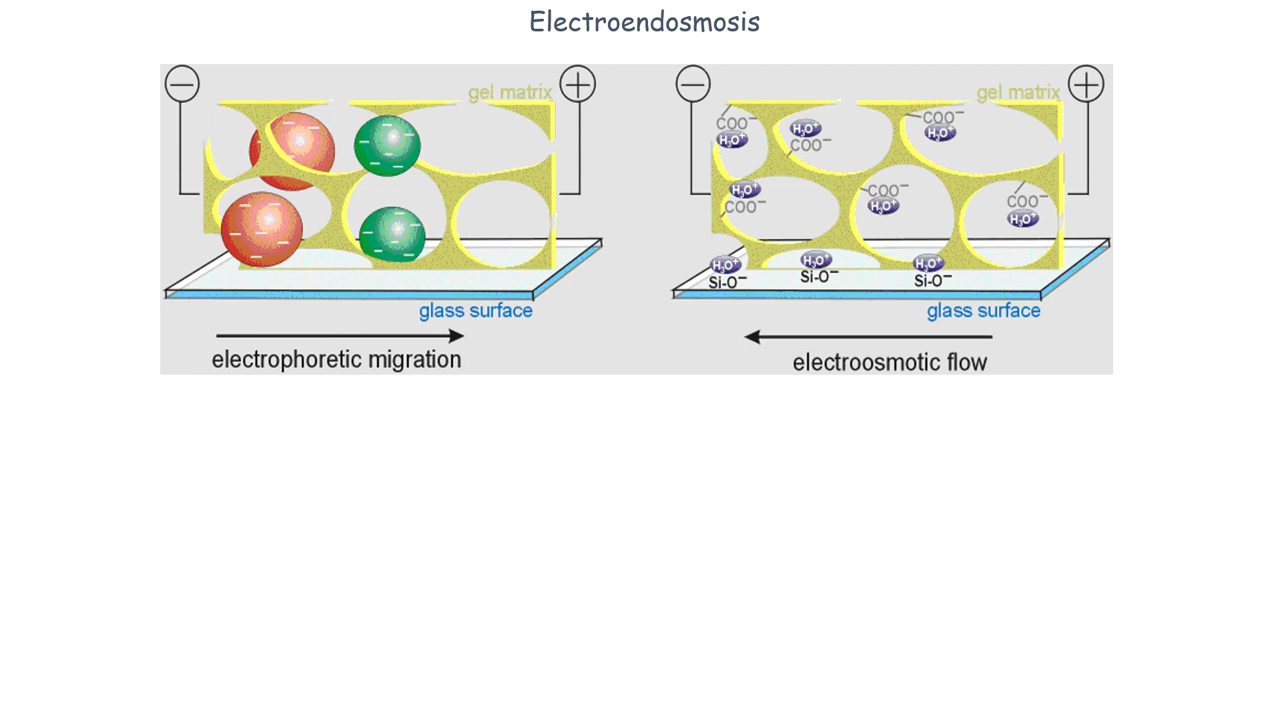 Electroendosmosis
−
+
gel matrix
glass surface
electrophoretic migration
−
+
gel matrix
COO⁻
H₃O⁺
H₃O⁺
COO⁻
COO⁻
H₃O⁺
H₃O⁺
COO⁻
COO⁻
H₃O⁺
COO⁻
H₃O⁺
H₃O⁺
Si-O⁻
H₃O⁺
Si-O⁻
H₃O⁺
Si-O⁻
glass surface
electroosmotic flow